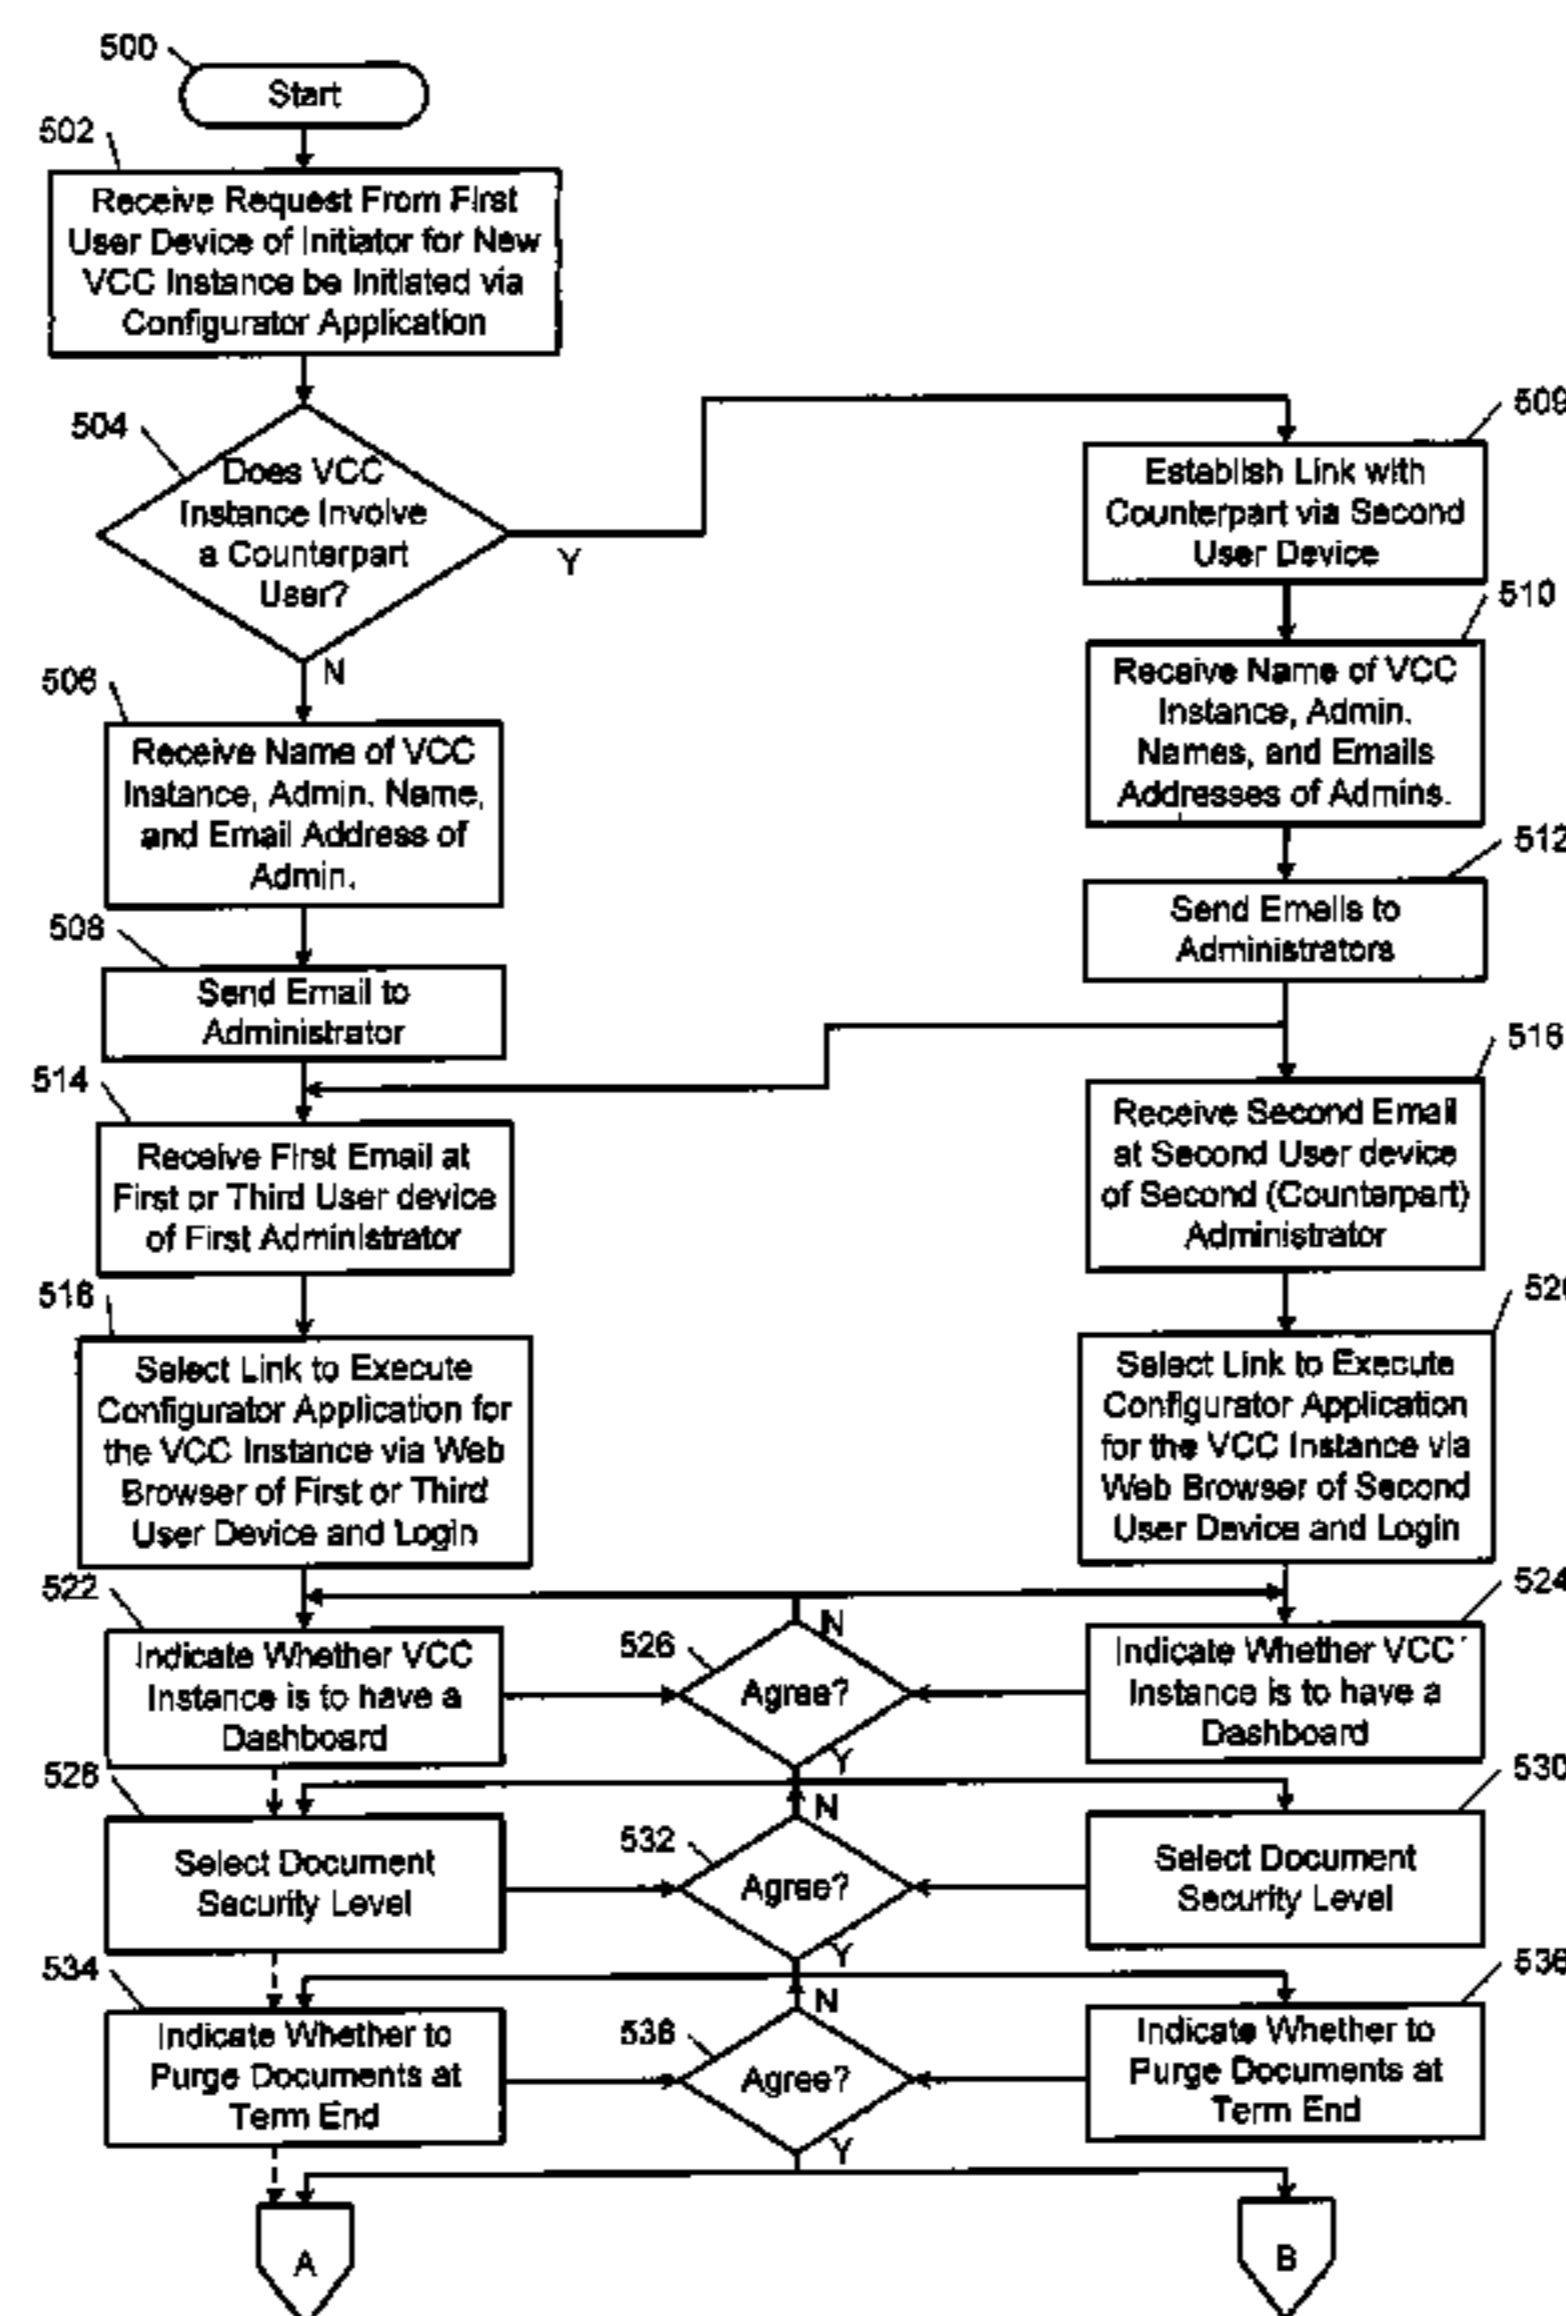 500
Start
502
Receive Request From First
User Device of Initiator for New
VCC Instance be Initiated via
Configurator Application
504
Does VCC
Instance Involve
a Counterpart
User?
Y
N
509
Establish Link with
Counterpart via Second
User Device
510
Receive Name of VCC
Instance, Admin.
Names, and Emails
Addresses of Admins.
506
Receive Name of VCC
Instance, Admin. Name,
and Email Address of
Admin.
512
Send Emails to
Administrators
508
Send Email to
Administrator
514
Receive First Email at
First or Third User device
of First Administrator
516
Receive Second Email
at Second User device
of Second (Counterpart)
Administrator
Select Link to Execute
Configurator Application for
the VCC Instance via Web
Browser of First or Third
User Device and Login
520
Select Link to Execute
Configurator Application
for the VCC Instance via
Web Browser of Second
User Device and Login
522
Indicate Whether VCC
Instance is to have a
Dashboard
526
N
Agree?
Y
524
Indicate Whether VCC
Instance is to have a
Dashboard
528
Select Document
Security Level
532
N
Agree?
Y
530
Select Document
Security Level
534
Indicate Whether to
Purge Documents at
Term End
N
Agree?
Y
536
Indicate Whether to
Purge Documents at
Term End
A
B